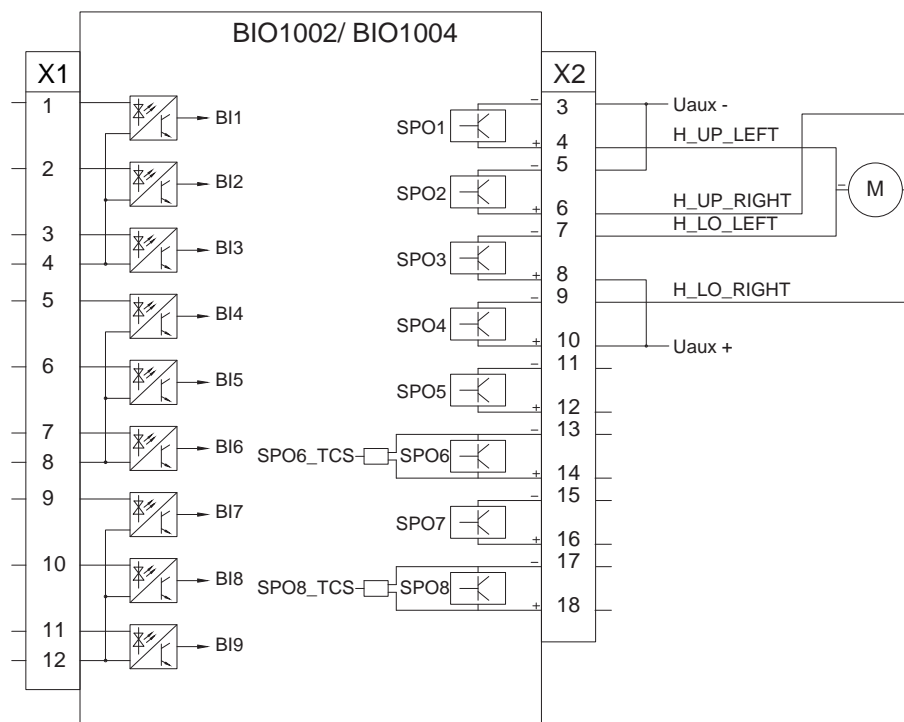 BIO1002/ BIO1004
X1
1
2
3
4
5
6
7
8
9
10
11
12
BI1
BI2
BI3
BI4
BI5
BI6
BI7
BI8
BI9
SPO1
SPO2
SPO3
SPO4
SPO5
SPO6_TCS
SPO6
SPO7
SPO8_TCS
SPO8
X2
- 3
+ 4
- 5
+ 6
- 7
+ 8
- 9
+ 10
- 11
+ 12
- 13
+ 14
- 15
+ 16
- 17
+ 18
Uaux -
H_UP_LEFT
H_UP_RIGHT
H_LO_LEFT
H_LO_RIGHT
Uaux +
- M